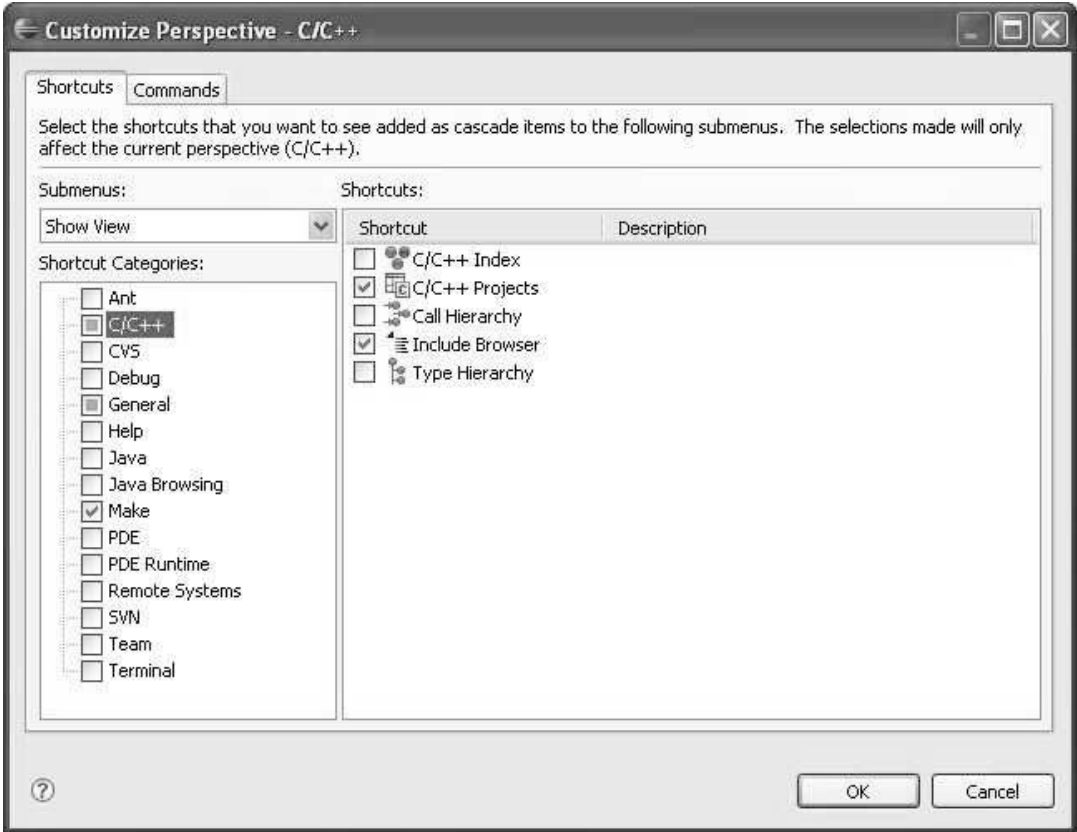 Customize Perspective - C/C++
Shortcuts
Commands
Select the shortcuts that you want to see added as cascade items to the following submenus. The selections made will only
affect the current perspective (C/C++).
Submenus:
Show View
Shortcut Categories:
Ant
C/C++
CVS
Debug
General
Help
Java
Java Browsing
Make
PDE
PDE Runtime
Remote Systems
SVN
Team
Terminal
Shortcuts:
Shortcut Description
C/C++ Index
C/C++ Projects
Call Hierarchy
Include Browser
Type Hierarchy
?
OK
Cancel